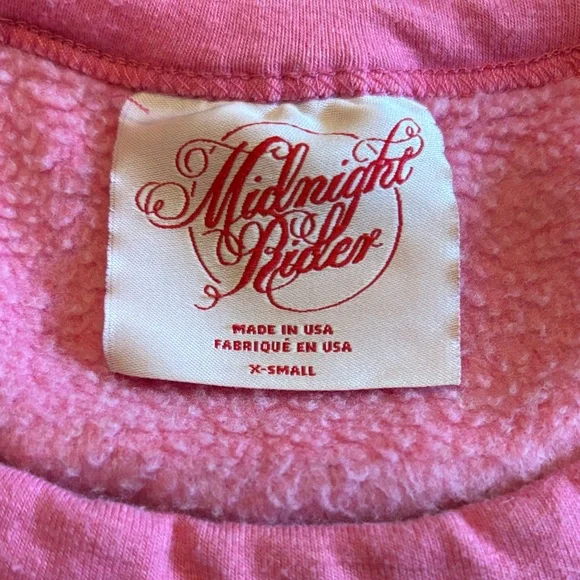 Midnight
Rider
MADE IN USA
FABRIQUÉ EN USA
X-SMALL